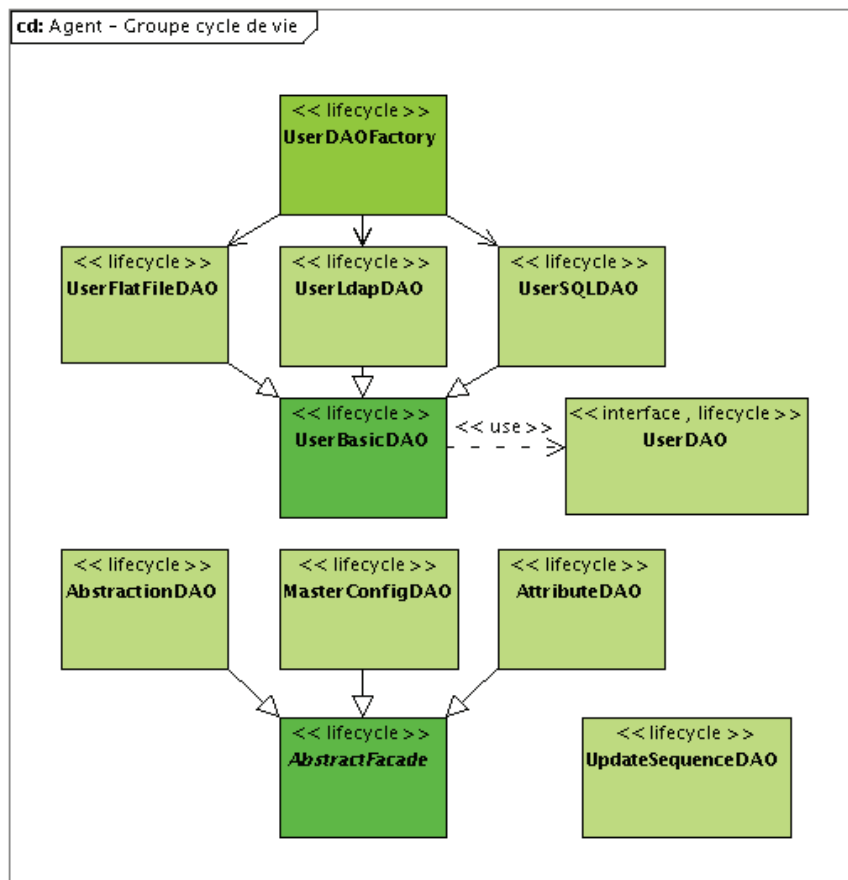 cd: Agent - Groupe cycle de vie
<< lifecycle >>
UserDAOFactory
<< lifecycle >>
UserFlatFileDAO
<< lifecycle >>
UserLdapDAO
<< lifecycle >>
UserSQLDAO
<< lifecycle >>
UserBasicDAO
<< use >>
<< interface , lifecycle >>
UserDAO
<< lifecycle >>
AbstractionDAO
<< lifecycle >>
MasterConfigDAO
<< lifecycle >>
AttributeDAO
<< lifecycle >>
AbstractFacade
<< lifecycle >>
UpdateSequenceDAO